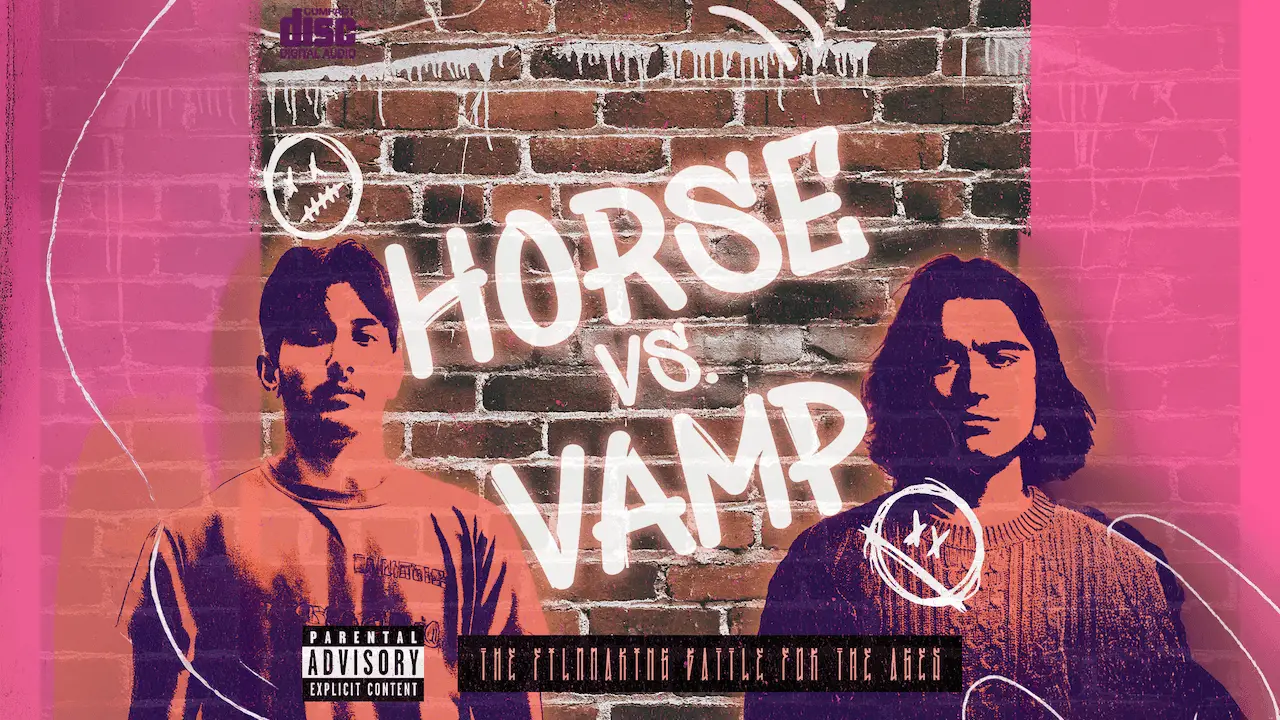 COMPACT
disc
DIGITAL AUDIO
HORSE
VS.
VAMP
PARENTAL
ADVISORY
EXPLICIT CONTENT
THE FILMMAKING BATTLE FOR THE AGES